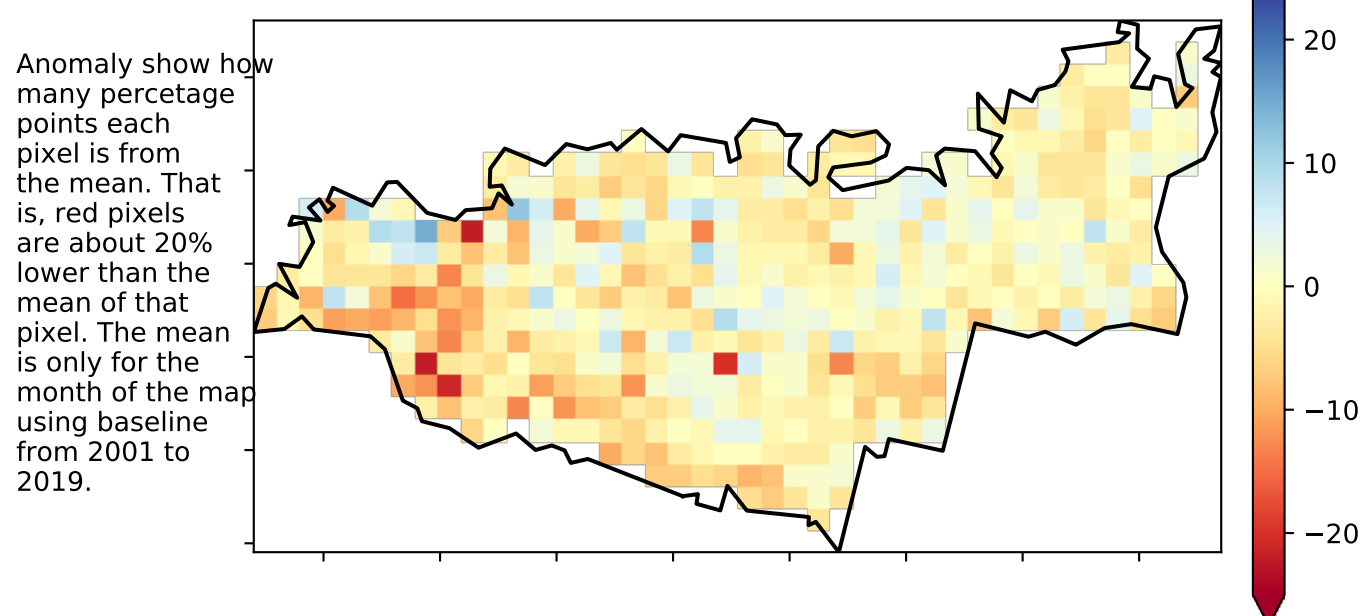 Anomaly show how
many percetage
points each
pixel is from
the mean. That
is, red pixels
are about 20%
lower than the
mean of that
pixel. The mean
is only for the
month of the map
using baseline
from 2001 to
2019.
20
10
0
−10
−20